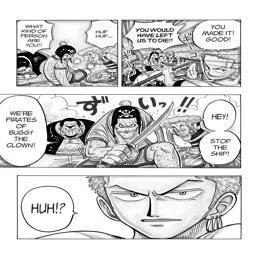 YOU
MADE IT!
GOOD!
YOU WOULD
HAVE LEFT
US TO DIE!!
HUF
HUF...
WHAT
KIND OF
PERSON
ARE
YOU!!
HEY!
STOP
THE
SHIP!
ずいっ!!
WE'RE
PIRATES
OF
BUGGY
THE
CLOWN!
HUH!?